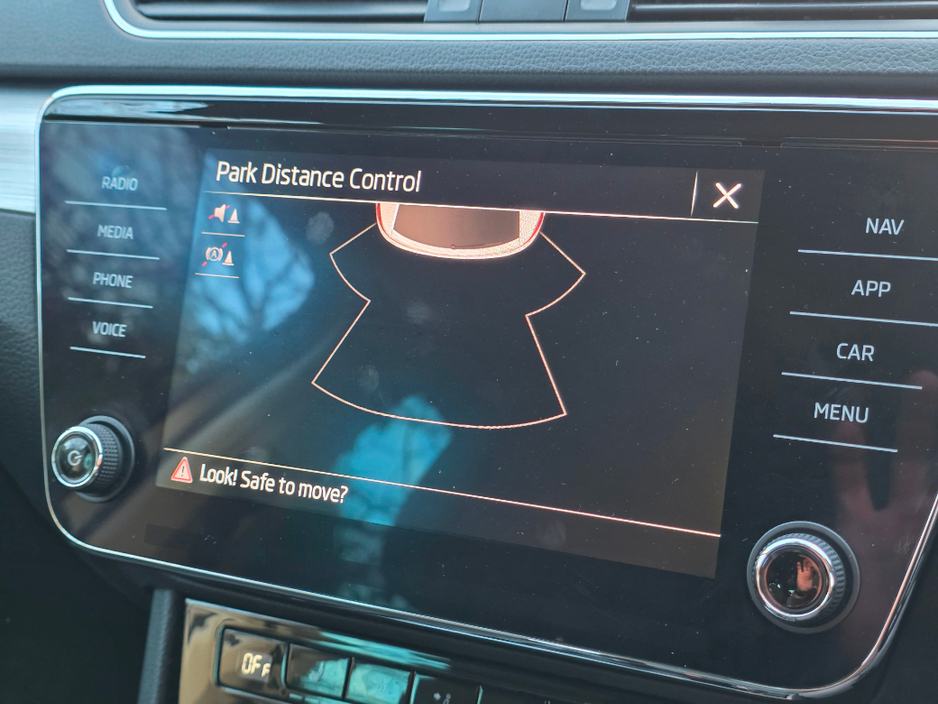 Park Distance Control
RADIO
MEDIA
PHONE
VOICE
NAV
APP
CAR
MENU
Look! Safe to move?
OFF